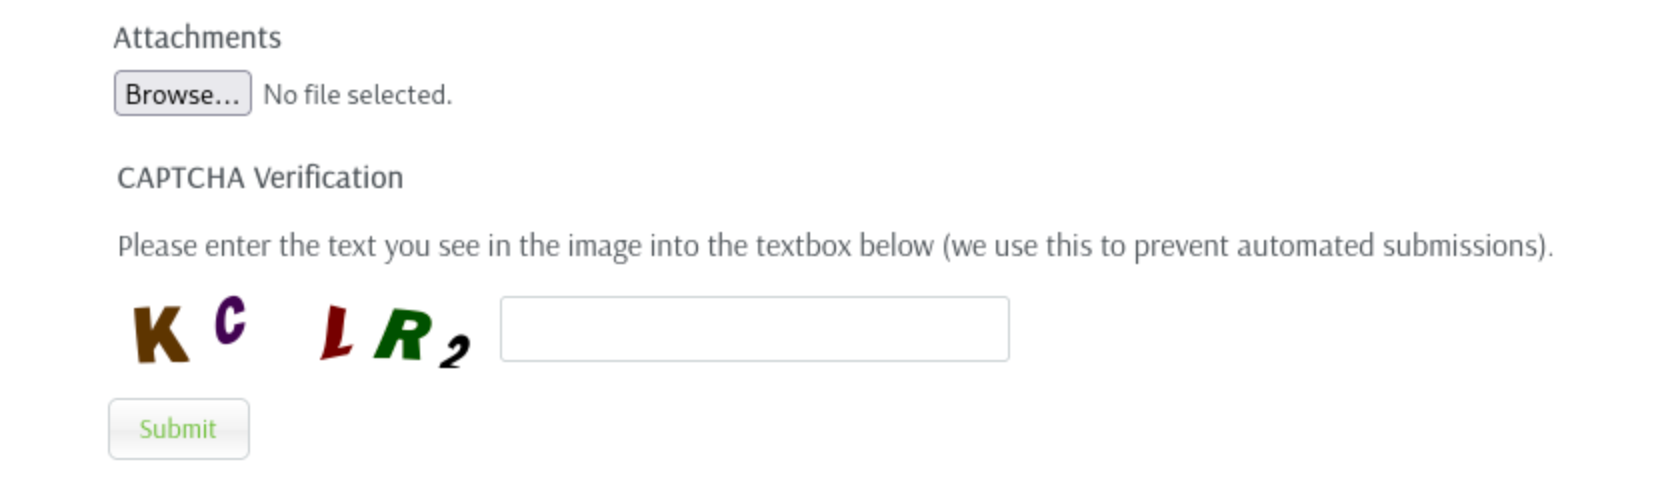 Attachments
Browse... No file selected.
CAPTCHA Verification
Please enter the text you see in the image into the textbox below (we use this to prevent automated submissions).
K C L R 2
Submit